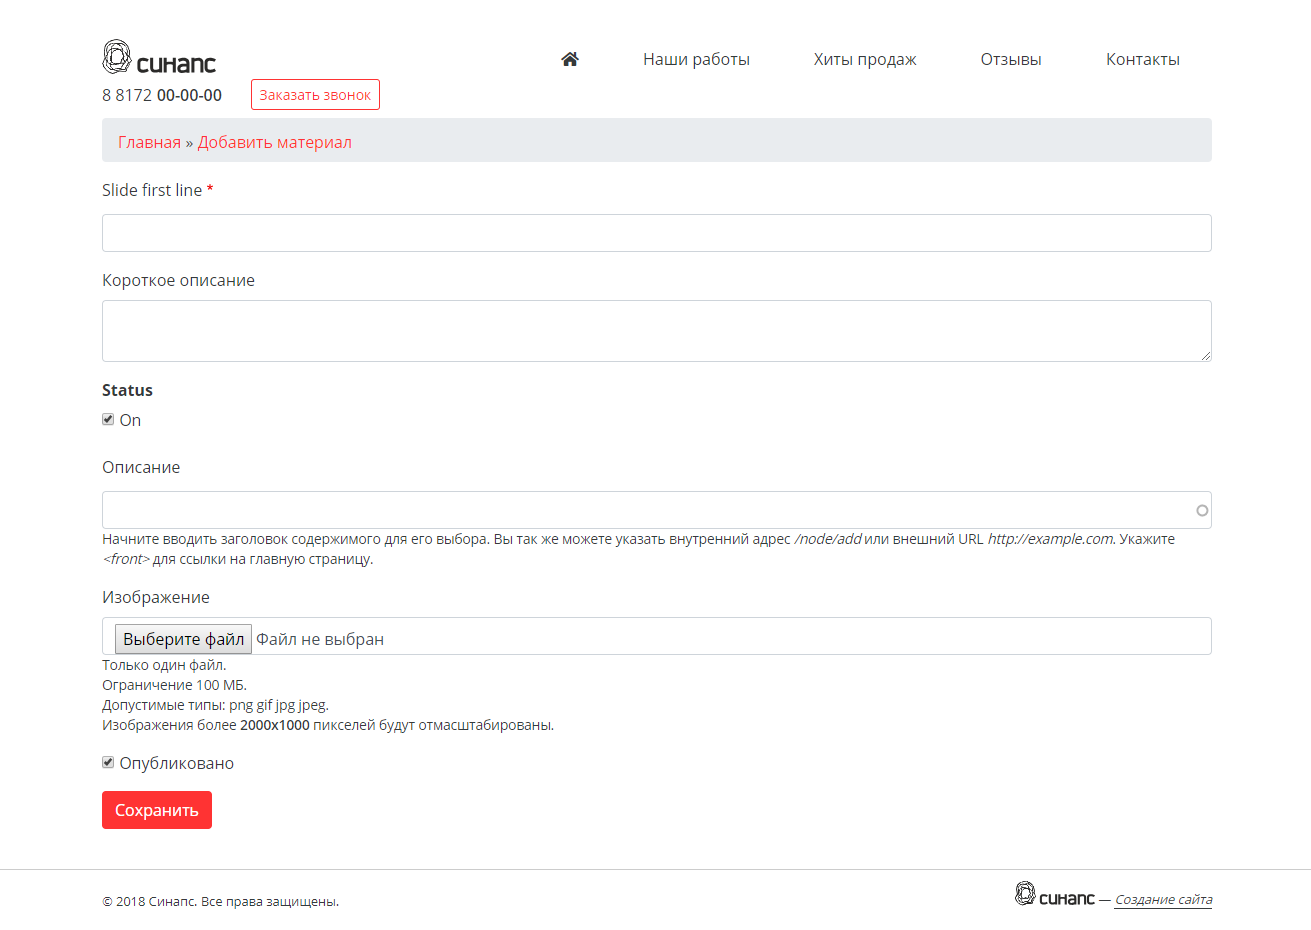 синапс
Наши работы
Хиты продаж
Отзывы
Контакты
8 8172 00-00-00
Заказать звонок
Главная » Добавить материал
Slide first line *
Короткое описание
Status
On
Описание
Начните вводить заголовок содержимого для его выбора. Вы так же можете указать внутренний адрес /node/add или внешний URL http://example.com. Укажите
<front> для ссылки на главную страницу.
Изображение
Выберите файл Файл не выбран
Только один файл.
Ограничение 100 МБ.
Допустимые типы: png gif jpg jpeg.
Изображения более 2000x1000 пикселей будут отмасштабированы.
Опубликовано
Сохранить
© 2018 Синапс. Все права защищены.
синапс — Создание сайта